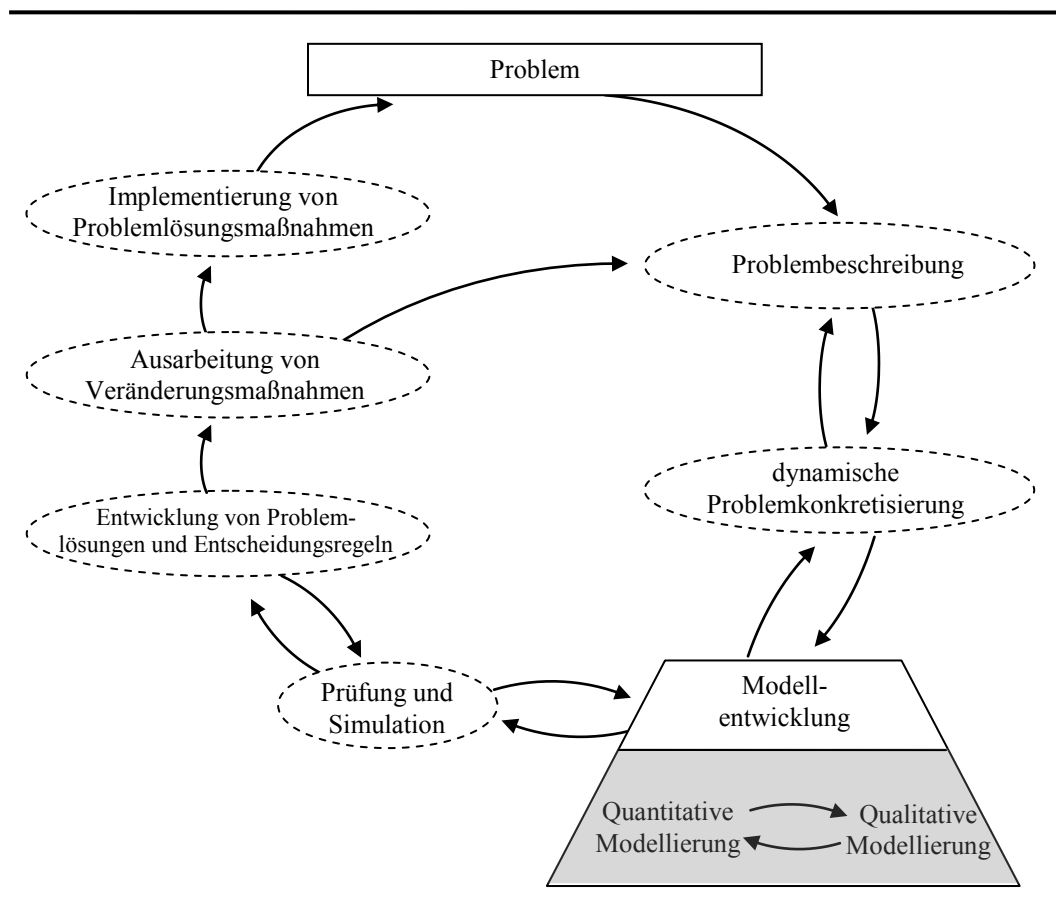 Problem
Implementierung von
Problemlösungsmaßnahmen
Problembeschreibung
Ausarbeitung von
Veränderungsmaßnahmen
dynamische
Problemkonkretisierung
Entwicklung von Problem-
lösungen und Entscheidungsregeln
Prüfung und
Simulation
Modell-
entwicklung
Quantitative
Modellierung
Qualitative
Modellierung